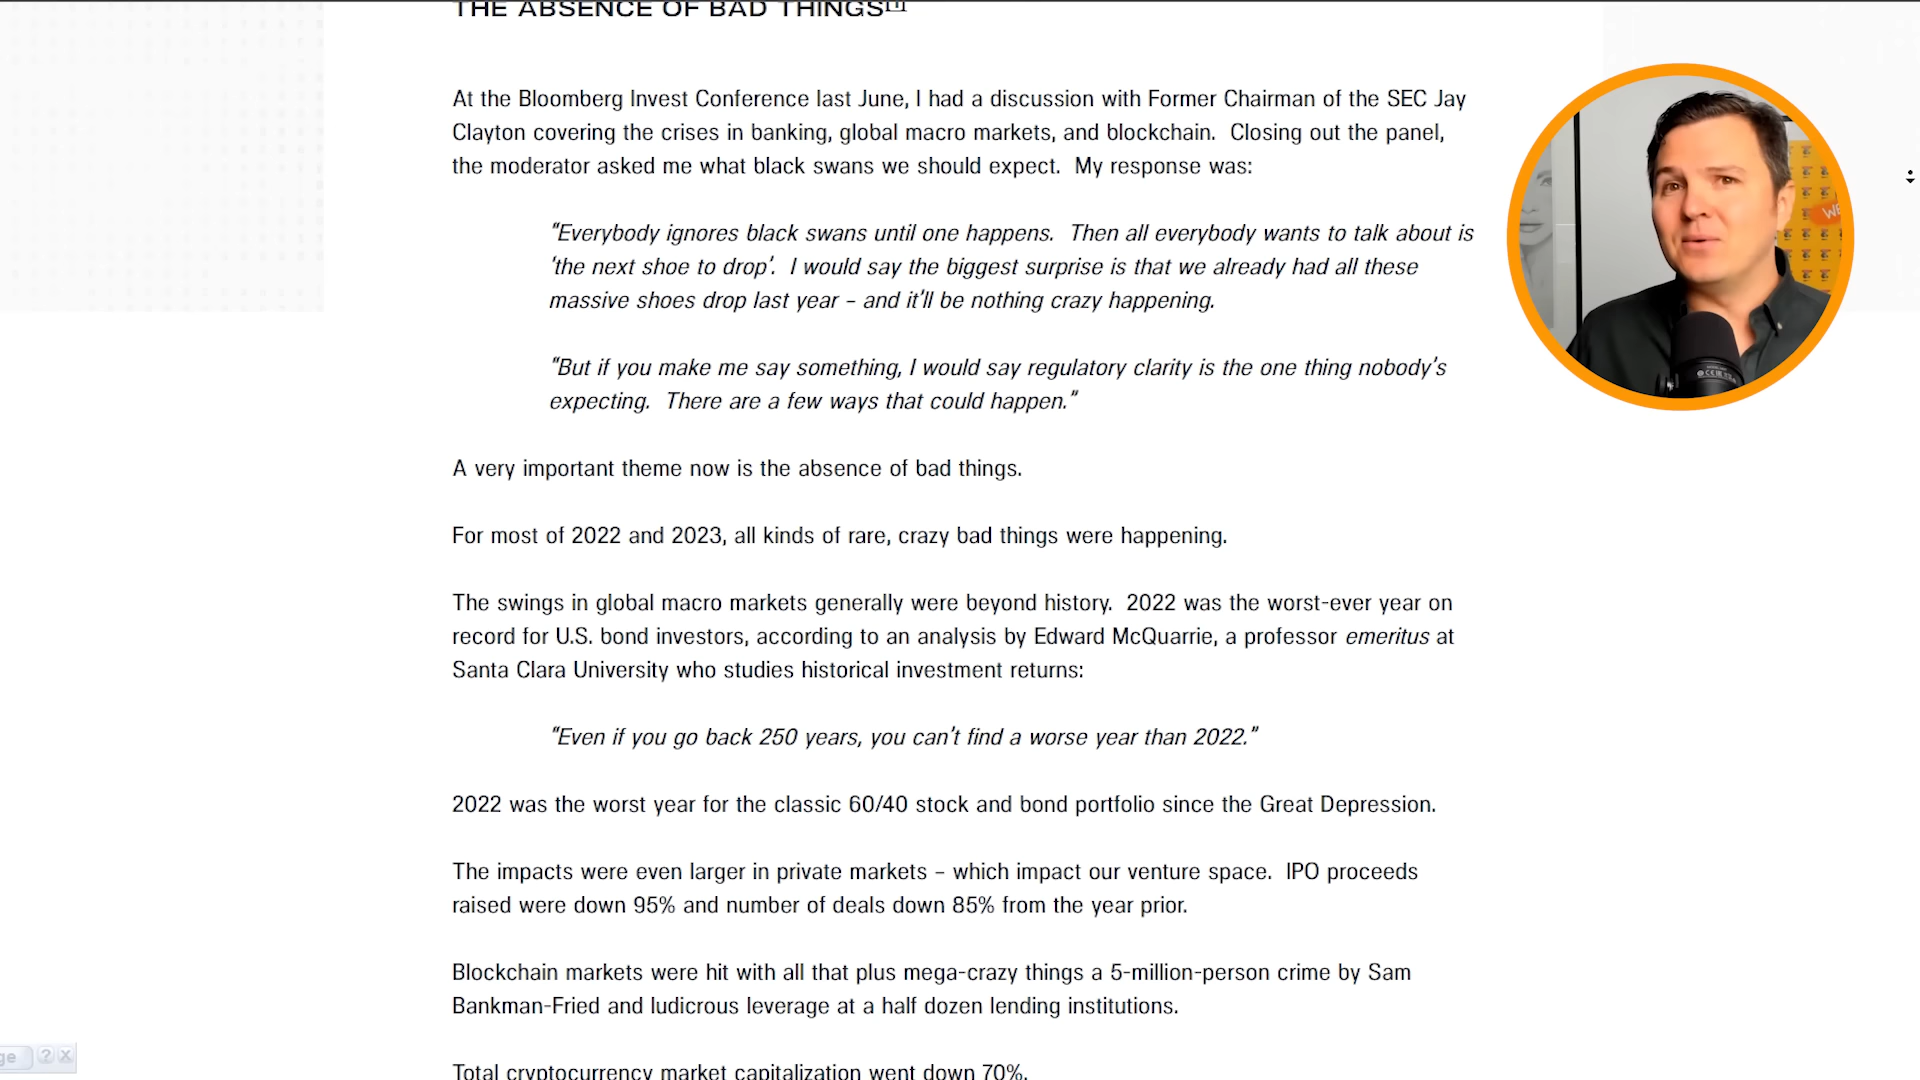 THE ABSENCE OF BAD THINGS[1]
At the Bloomberg Invest Conference last June, I had a discussion with Former Chairman of the SEC Jay
Clayton covering the crises in banking, global macro markets, and blockchain.  Closing out the panel,
the moderator asked me what black swans we should expect.  My response was:
"Everybody ignores black swans until one happens.  Then all everybody wants to talk about is
'the next shoe to drop'.  I would say the biggest surprise is that we already had all these
massive shoes drop last year – and it'll be nothing crazy happening.
"But if you make me say something, I would say regulatory clarity is the one thing nobody's
expecting.  There are a few ways that could happen."
A very important theme now is the absence of bad things.
For most of 2022 and 2023, all kinds of rare, crazy bad things were happening.
The swings in global macro markets generally were beyond history.  2022 was the worst-ever year on
record for U.S. bond investors, according to an analysis by Edward McQuarrie, a professor emeritus at
Santa Clara University who studies historical investment returns:
"Even if you go back 250 years, you can't find a worse year than 2022."
2022 was the worst year for the classic 60/40 stock and bond portfolio since the Great Depression.
The impacts were even larger in private markets – which impact our venture space.  IPO proceeds
raised were down 95% and number of deals down 85% from the year prior.
Blockchain markets were hit with all that plus mega-crazy things a 5-million-person crime by Sam
Bankman-Fried and ludicrous leverage at a half dozen lending institutions.
Total cryptocurrency market capitalization went down 70%.
WE
ge ? X